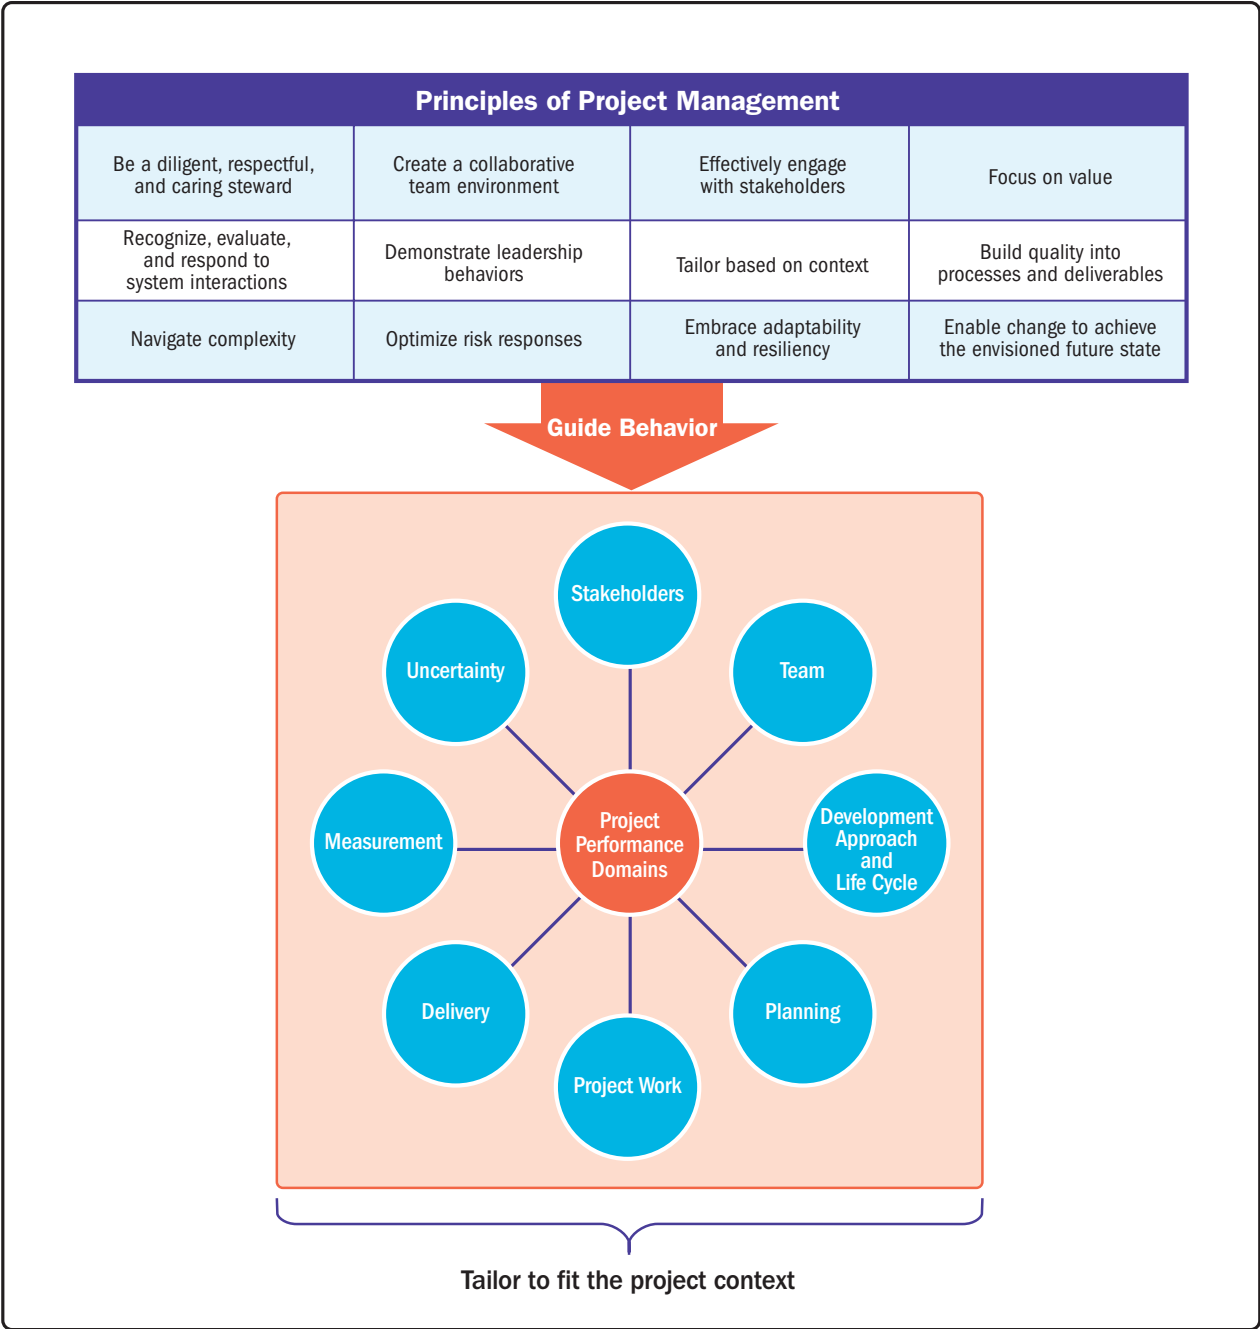 Principles of Project Management
Be a diligent, respectful,
and caring steward
Create a collaborative
team environment
Effectively engage
with stakeholders
Focus on value
Recognize, evaluate,
and respond to
system interactions
Demonstrate leadership
behaviors
Tailor based on context
Build quality into
processes and deliverables
Navigate complexity
Optimize risk responses
Embrace adaptability
and resiliency
Enable change to achieve
the envisioned future state
Guide Behavior
Stakeholders
Uncertainty
Team
Measurement
Project
Performance
Domains
Development
Approach
and
Life Cycle
Delivery
Planning
Project Work
Tailor to fit the project context